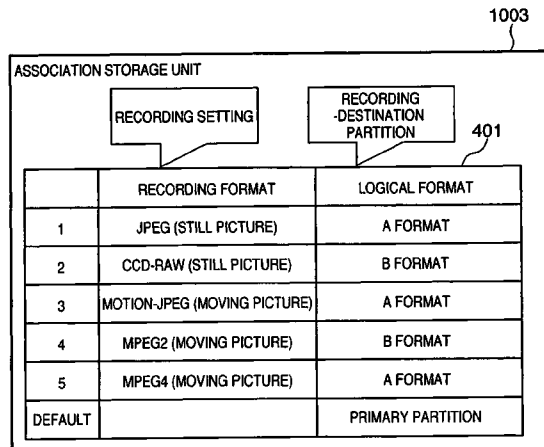 1003
ASSOCIATION STORAGE UNIT
RECORDING SETTING
RECORDING
-DESTINATION
PARTITION
401
RECORDING FORMAT LOGICAL FORMAT
1 JPEG (STILL PICTURE) A FORMAT
2 CCD-RAW (STILL PICTURE) B FORMAT
3 MOTION-JPEG (MOVING PICTURE) A FORMAT
4 MPEG2 (MOVING PICTURE) B FORMAT
5 MPEG4 (MOVING PICTURE) A FORMAT
DEFAULT PRIMARY PARTITION